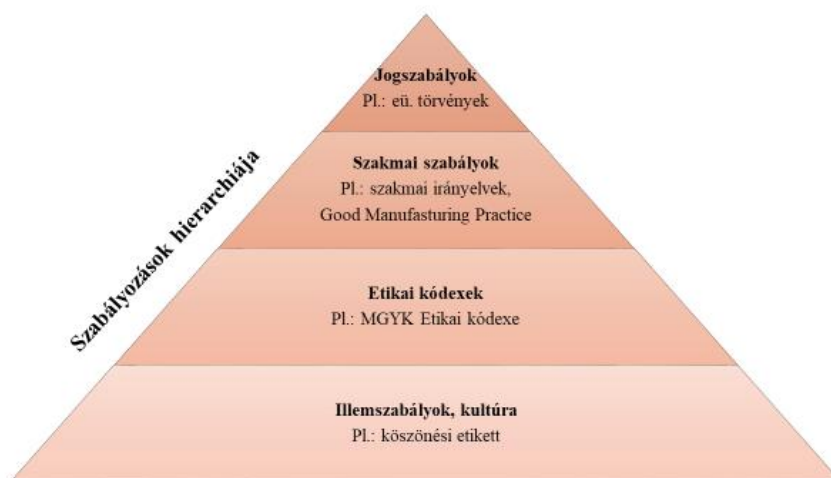 Jogszabályok
Pl.: eü. törvények
Szakmai szabályok
Pl.: szakmai irányelvek,
Good Manufasturing Practice
Etikai kódexek
Pl.: MGYK Etikai kódexe
Illemszabályok, kultúra
Pl.: köszönési etikett
Szabályozások hierarchiája